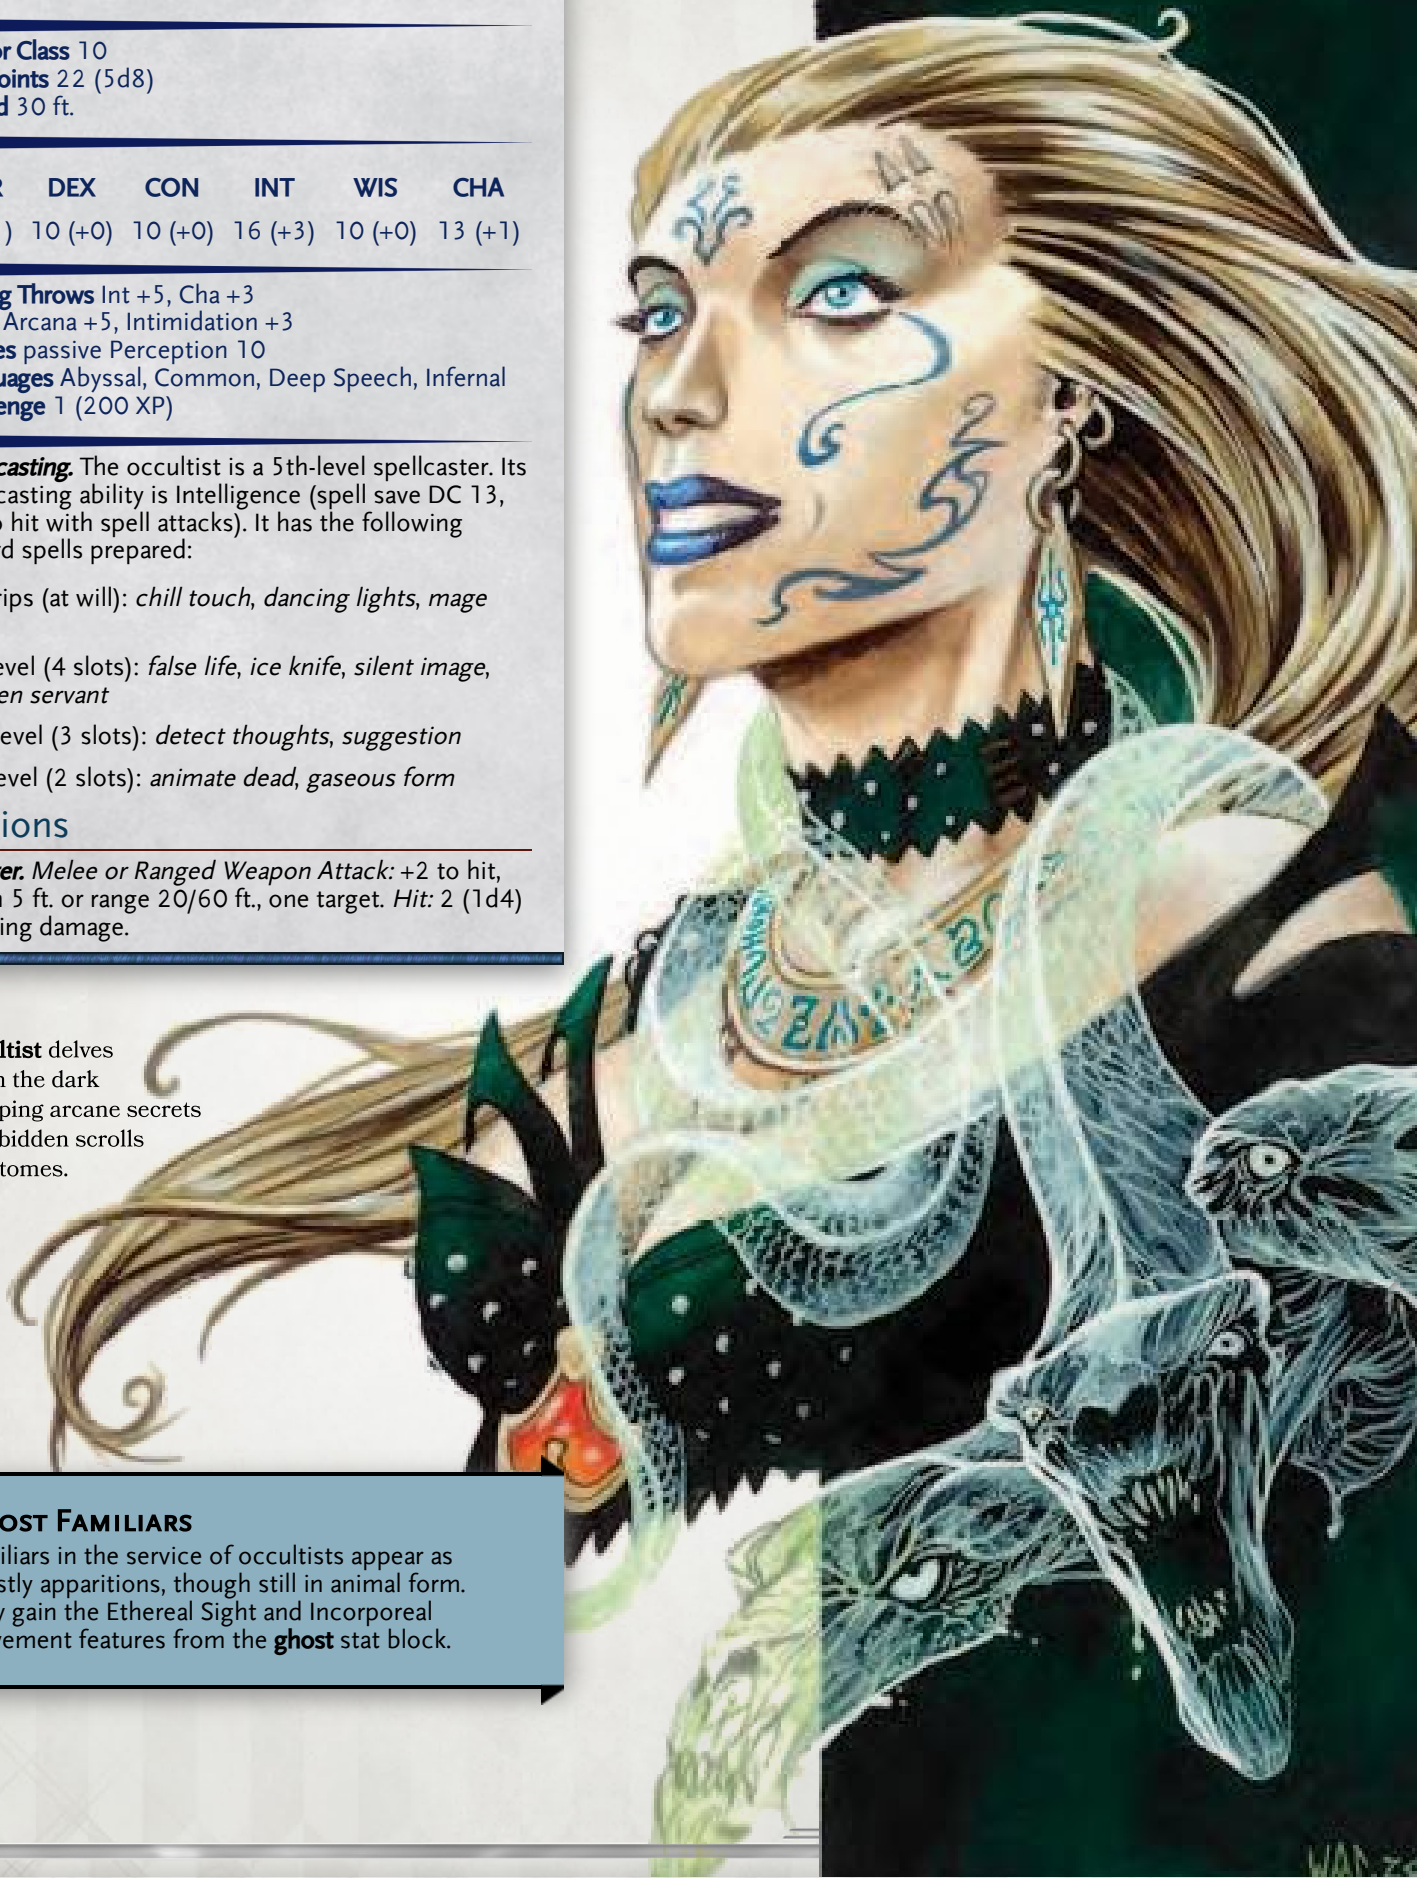 r Class 10
oints 22 (5d8)
d 30 ft.
R DEX CON INT WIS CHA
) 10 (+0) 10 (+0) 16 (+3) 10 (+0) 13 (+1)
g Throws Int +5, Cha +3
Arcana +5, Intimidation +3
es passive Perception 10
uages Abyssal, Common, Deep Speech, Infernal
enge 1 (200 XP)
casting. The occultist is a 5th-level spellcaster. Its
casting ability is Intelligence (spell save DC 13,
o hit with spell attacks). It has the following
d spells prepared:
rips (at will): chill touch, dancing lights, mage
evel (4 slots): false life, ice knife, silent image,
en servant
evel (3 slots): detect thoughts, suggestion
evel (2 slots): animate dead, gaseous form
ions
er. Melee or Ranged Weapon Attack: +2 to hit,
n 5 ft. or range 20/60 ft., one target. Hit: 2 (1d4)
ing damage.
ltist delves
n the dark
ping arcane secrets
bidden scrolls
tomes.
ost Familiars
iliars in the service of occultists appear as
stly apparitions, though still in animal form.
y gain the Ethereal Sight and Incorporeal
vement features from the ghost stat block.